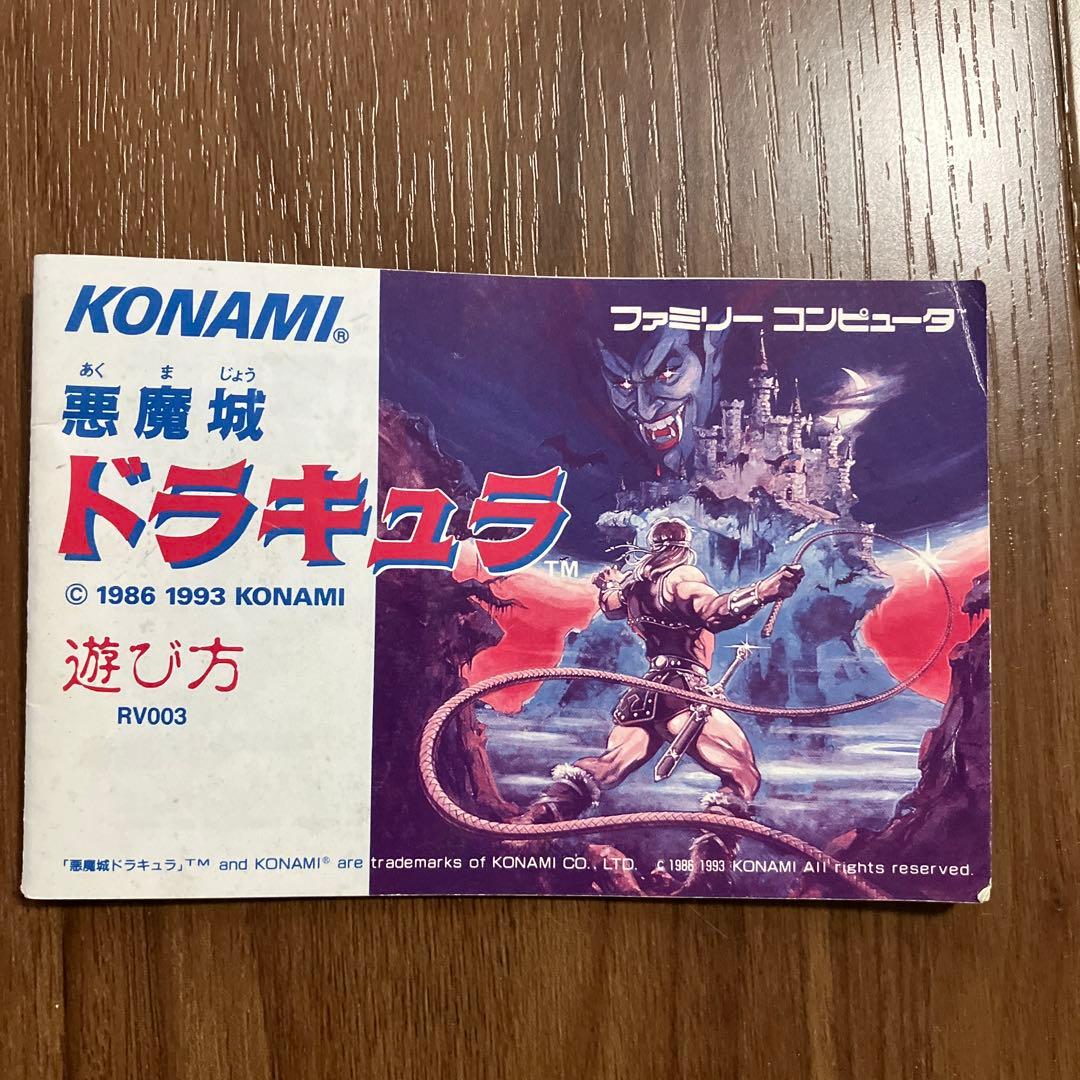 KONAMI®
ファミリー コンピュータ™
あく ま じょう
悪魔城
ドラキュラ™
© 1986 1993 KONAMI
遊び方
RV003
「悪魔城ドラキュラ」TM and KONAMI® are trademarks of KONAMI CO., LTD. © 1986 1993 KONAMI All rights reserved.